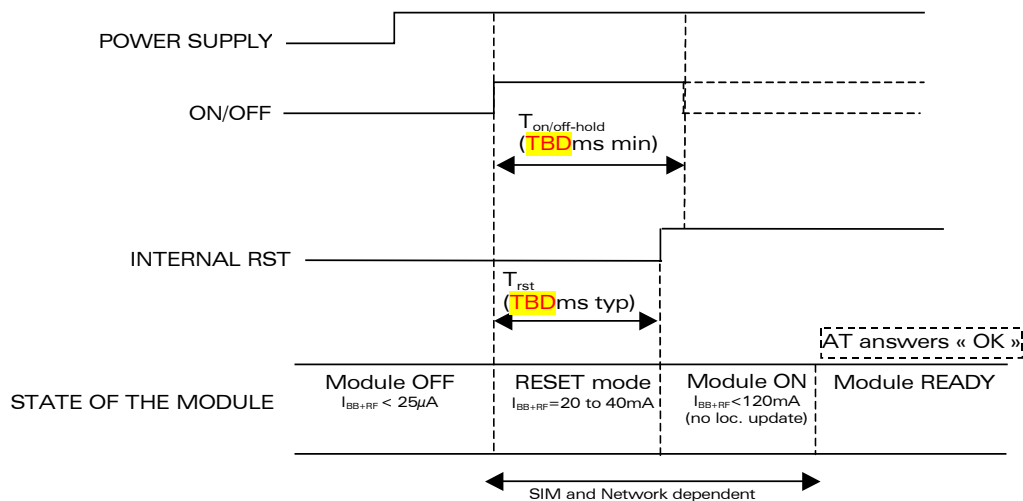 POWER SUPPLY
ON/OFF
Ton/off-hold
(TBDms min)
INTERNAL RST
Trst
(TBDms typ)
AT answers « OK »
STATE OF THE MODULE
Module OFF
IBB+RF < 25µA
RESET mode
IBB+RF=20 to 40mA
Module ON
IBB+RF<120mA
(no loc. update)
Module READY
SIM and Network dependent